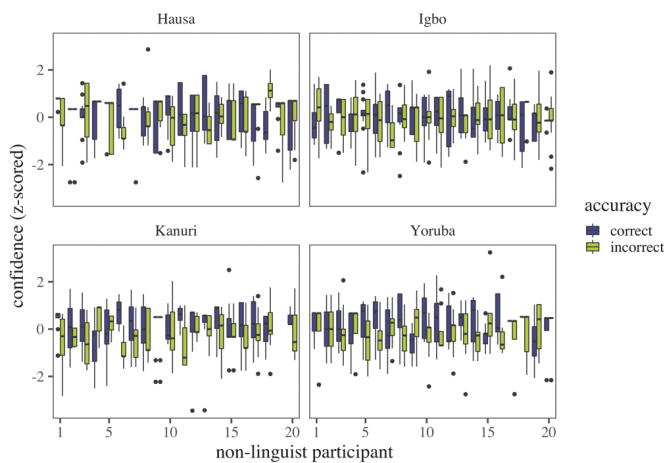 Hausa Igbo
2
0
-2
Kanuri Yoruba
2
0
-2
1 5 10 15 20 1 5 10 15 20
non-linguist participant
confidence (z-scored)
accuracy
correct
incorrect